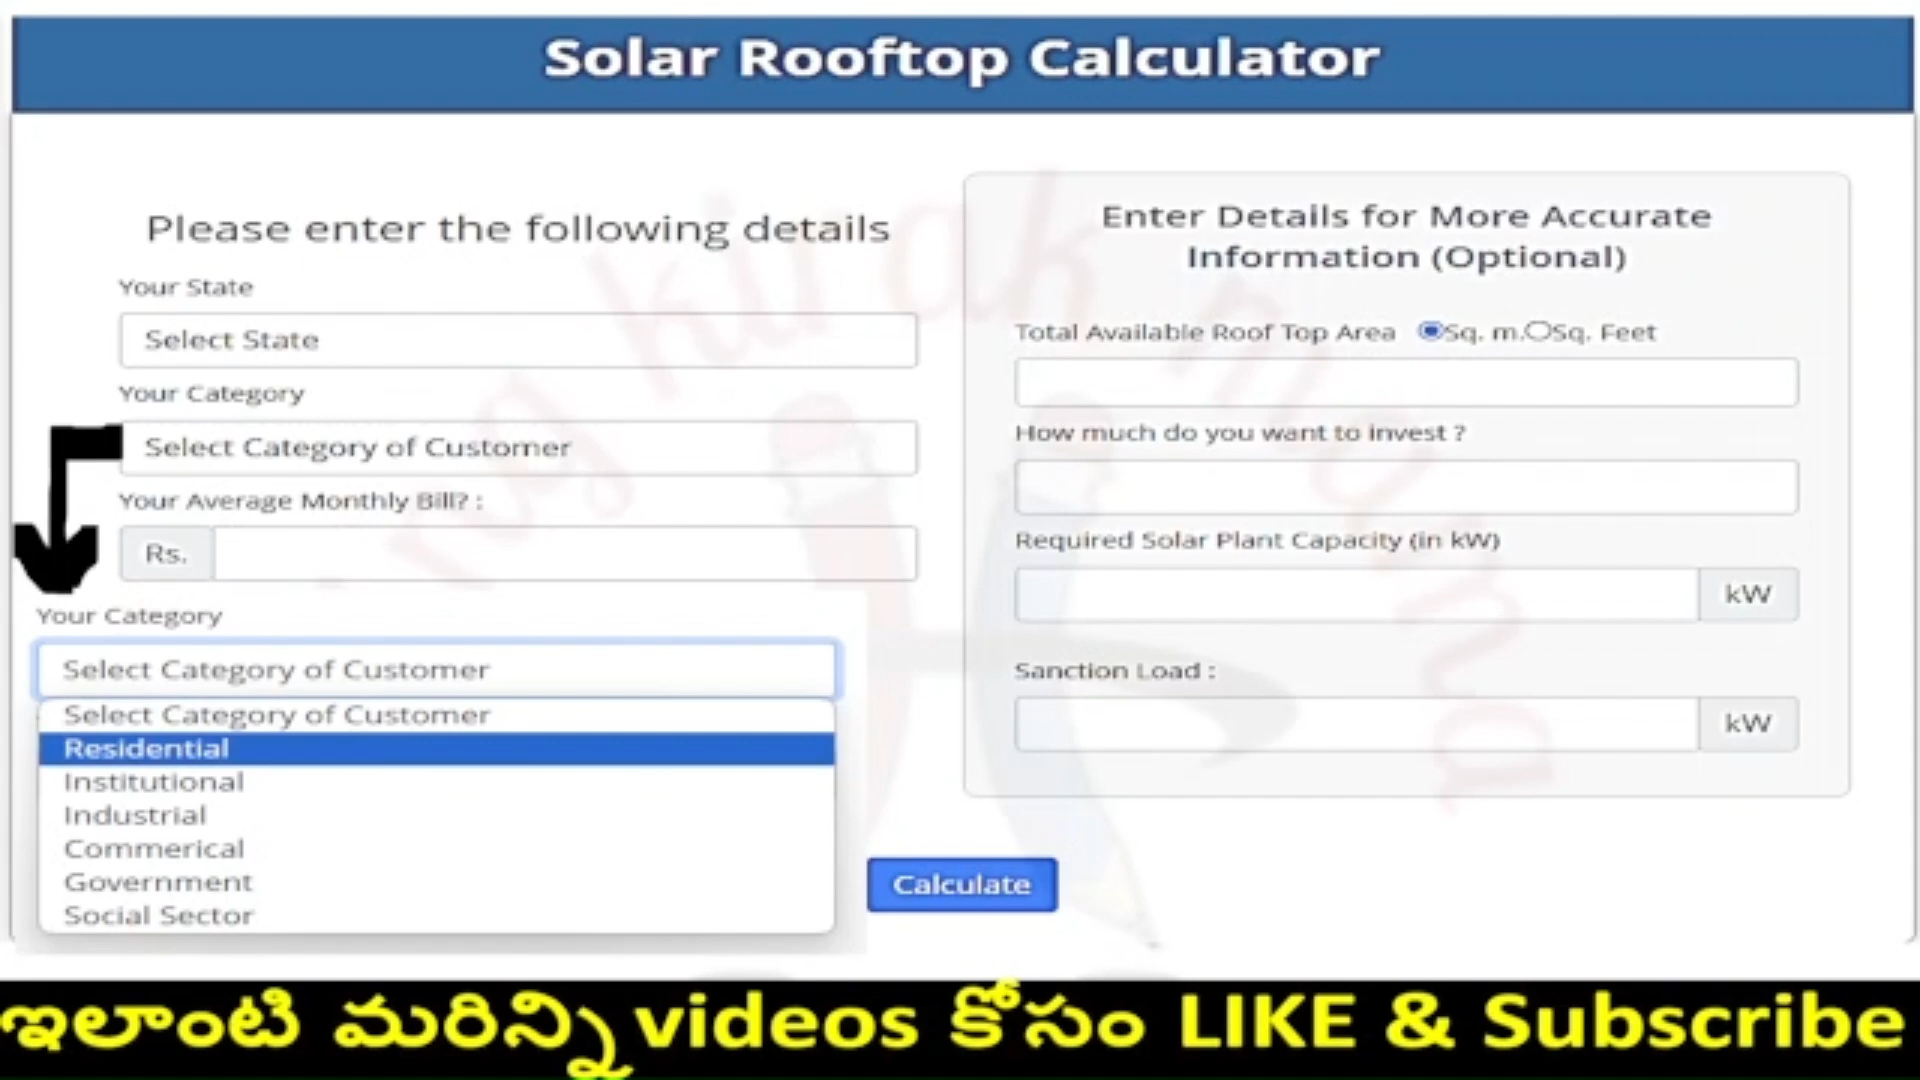 Solar Rooftop Calculator
Please enter the following details
Your State
Select State
Your Category
Select Category of Customer
Your Average Monthly Bill? :
Rs.
Your Category
Select Category of Customer
Select Category of Customer
Residential
Institutional
Industrial
Commerical
Government
Social Sector
Enter Details for More Accurate
Information (Optional)
Total Available Roof Top Area Sq. m. Sq. Feet
How much do you want to invest ?
Required Solar Plant Capacity (in kW)
kW
Sanction Load :
kW
Calculate
ఇలాంటి మరిన్ని videos కోసం LIKE & Subscribe